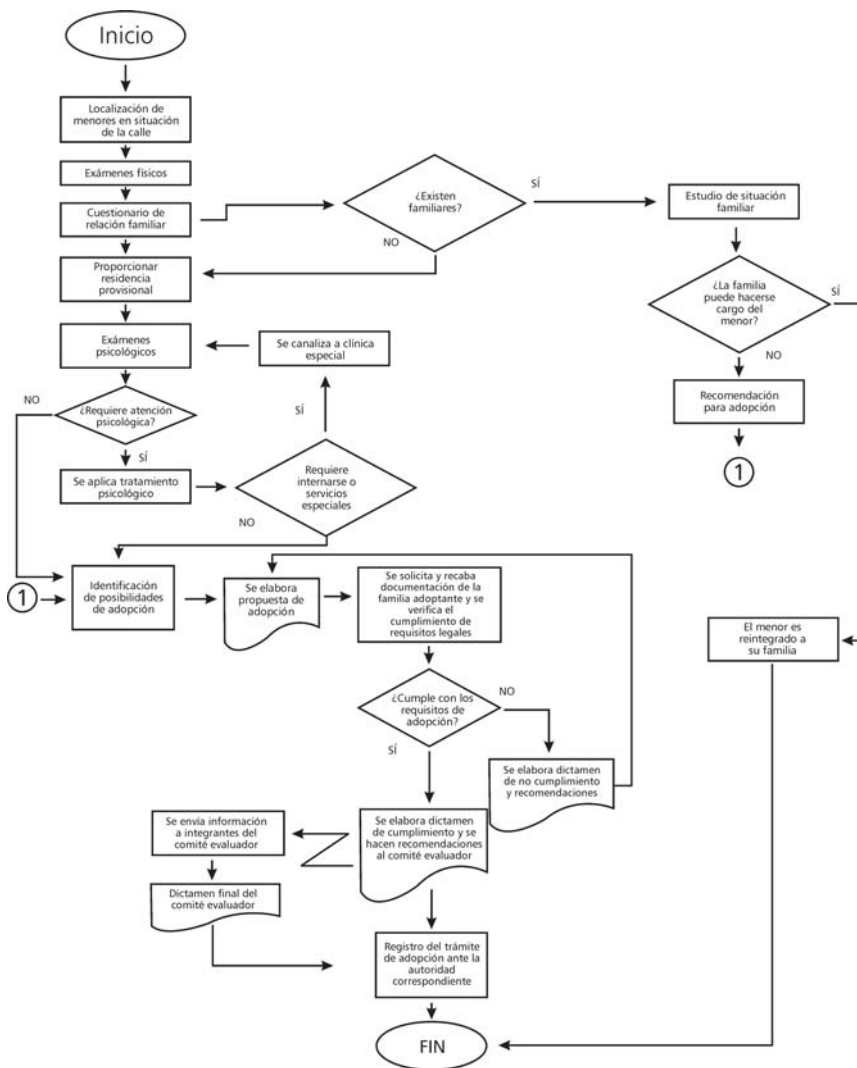 Inicio
Localización de
menores en situación
de la calle
Exámenes físicos
Cuestionario de
relación familiar
¿Existen
familiares?
SÍ
NO
Estudio de situación
familiar
Proporcionar
residencia
provisional
¿La familia
puede hacerse
cargo del
menor?
SÍ
NO
Recomendación
para adopción
1
Exámenes
psicológicos
Se canaliza a clínica
especial
SÍ
NO
¿Requiere atención
psicológica?
SÍ
Se aplica tratamiento
psicológico
Requiere
internarse o
servicios
especiales
NO
1
Identificación
de posibilidades
de adopción
Se elabora
propuesta de
adopción
Se solicita y recaba
documentación de la
familia adoptante y se
verifica el
cumplimiento de
requisitos legales
El menor es
reintegrado a
su familia
¿Cumple con los
requisitos de
adopción?
NO
SÍ
Se elabora dictamen
de no cumplimiento
y recomendaciones
Se elabora dictamen
de cumplimiento y se
hacen recomendaciones
al comité evaluador
Se envía información
a integrantes del
comité evaluador
Dictamen final del
comité evaluador
Registro del trámite
de adopción ante la
autoridad
correspondiente
FIN